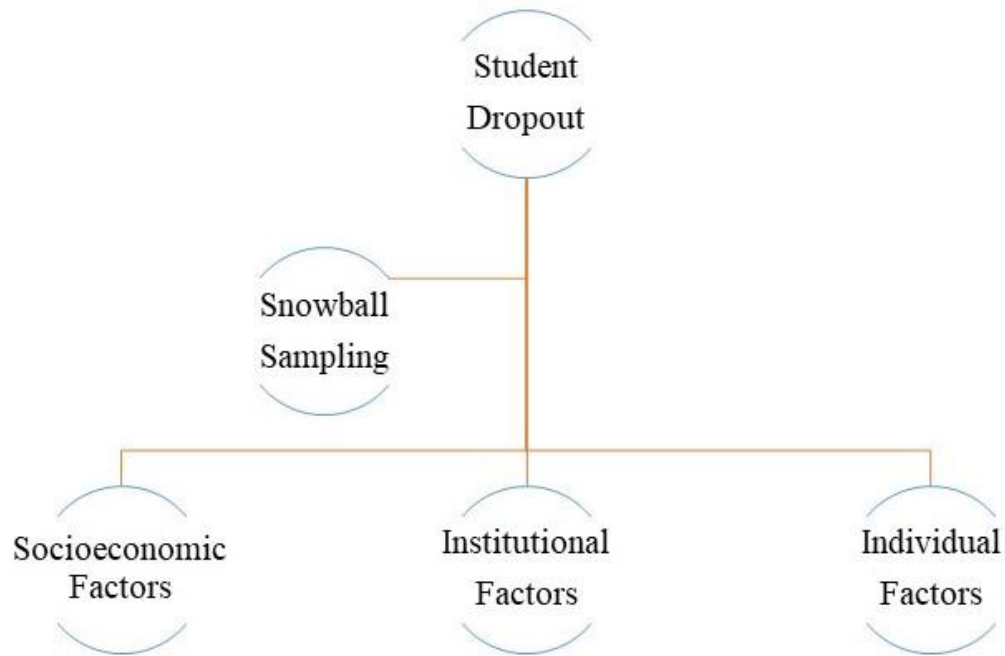 Student
Dropout
Snowball
Sampling
Socioeconomic
Factors
Institutional
Factors
Individual
Factors